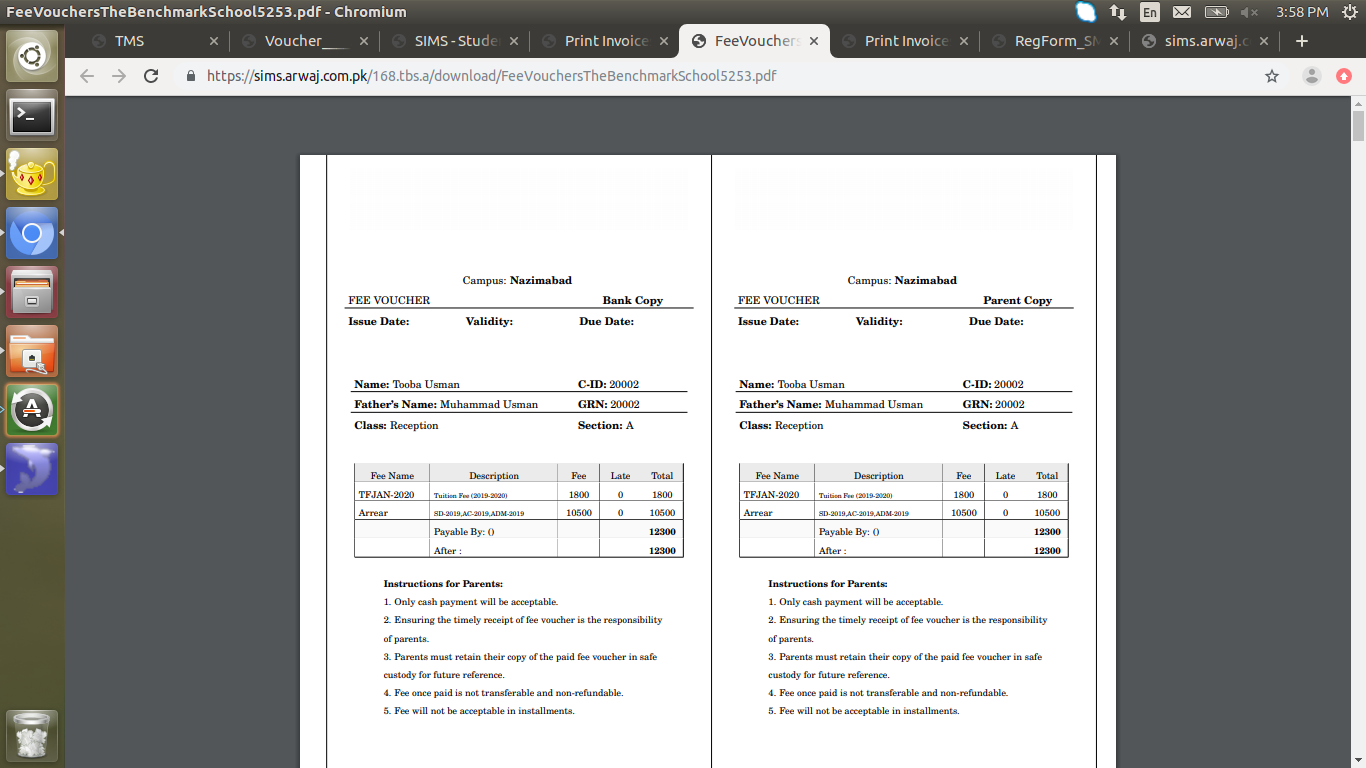 FeeVouchersTheBenchmarkSchool5253.pdf - Chromium
En
3:58 PM
TMS
Voucher____
SIMS - Stude
Print Invoice
FeeVouchers
Print Invoice
RegForm_SM
sims.arwaj.c
https://sims.arwaj.com.pk/168.tbs.a/download/FeeVouchersTheBenchmarkSchool5253.pdf
Campus: Nazimabad
FEE VOUCHER Bank Copy
Issue Date: Validity: Due Date:
Name: Tooba Usman C-ID: 20002
Father's Name: Muhammad Usman GRN: 20002
Class: Reception Section: A
Fee Name Description Fee Late Total
TFJAN-2020 Tuition Fee (2019-2020) 1800 0 1800
Arrear SD-2019,AC-2019,ADM-2019 10500 0 10500
Payable By: () 12300
After : 12300
Instructions for Parents:
1. Only cash payment will be acceptable.
2. Ensuring the timely receipt of fee voucher is the responsibility
of parents.
3. Parents must retain their copy of the paid fee voucher in safe
custody for future reference.
4. Fee once paid is not transferable and non-refundable.
5. Fee will not be acceptable in installments.
Campus: Nazimabad
FEE VOUCHER Parent Copy
Issue Date: Validity: Due Date:
Name: Tooba Usman C-ID: 20002
Father's Name: Muhammad Usman GRN: 20002
Class: Reception Section: A
Fee Name Description Fee Late Total
TFJAN-2020 Tuition Fee (2019-2020) 1800 0 1800
Arrear SD-2019,AC-2019,ADM-2019 10500 0 10500
Payable By: () 12300
After : 12300
Instructions for Parents:
1. Only cash payment will be acceptable.
2. Ensuring the timely receipt of fee voucher is the responsibility
of parents.
3. Parents must retain their copy of the paid fee voucher in safe
custody for future reference.
4. Fee once paid is not transferable and non-refundable.
5. Fee will not be acceptable in installments.